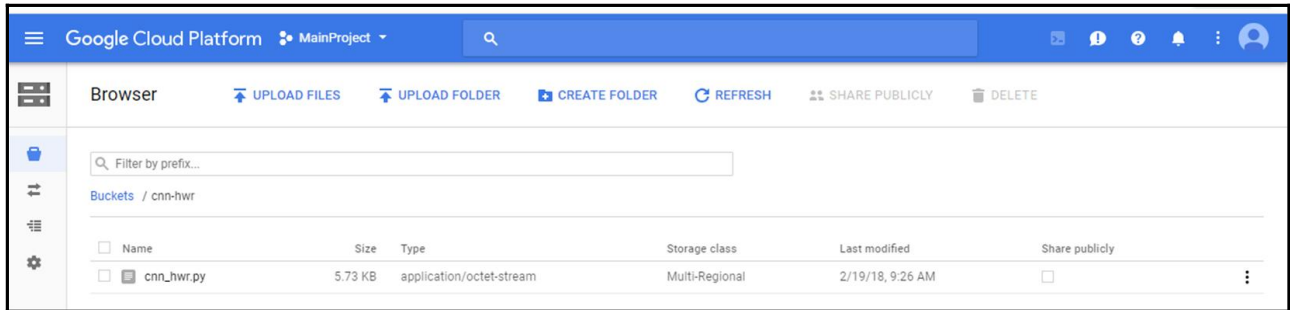 Google Cloud Platform MainProject
Browser UPLOAD FILES UPLOAD FOLDER CREATE FOLDER REFRESH SHARE PUBLICLY DELETE
Filter by prefix...
Buckets / cnn-hwr
Name Size Type Storage class Last modified Share publicly
cnn_hwr.py 5.73 KB application/octet-stream Multi-Regional 2/19/18, 9:26 AM